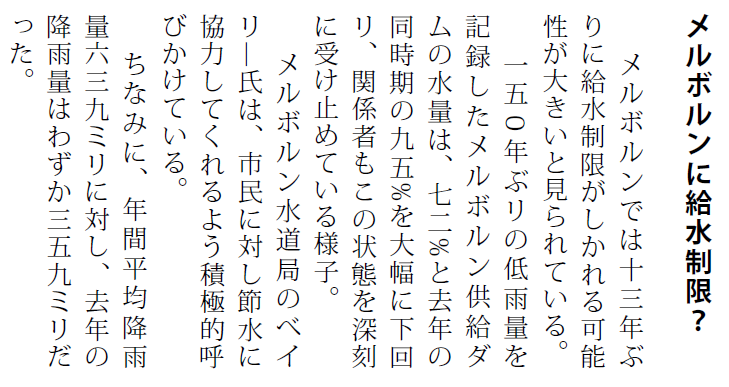 メルボルンに給水制限？
メルボルンでは十三年ぶ
りに給水制限がしかれる可能
性が大きいと見られている。
一五〇年ぶリの低雨量を
記録したメルボルン供給ダ
ムの水量は、七二%と去年の
同時期の九五%を大幅に下回
リ、関係者もこの状態を深刻
に受け止めている様子。
メルボルン水道局のベイ
リ—氏は、市民に対し節水に
協力してくれるよう積極的呼
びかけている。
ちなみに、年間平均降雨
量六三九ミリに対し、去年の
降雨量はわずか三五九ミリだ
った。